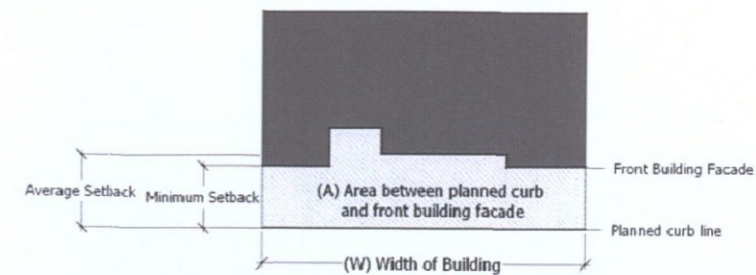 Front Building Facade
Average Setback
Minimum Setback
(A) Area between planned curb
and front building facade
Planned curb line
(W) Width of Building